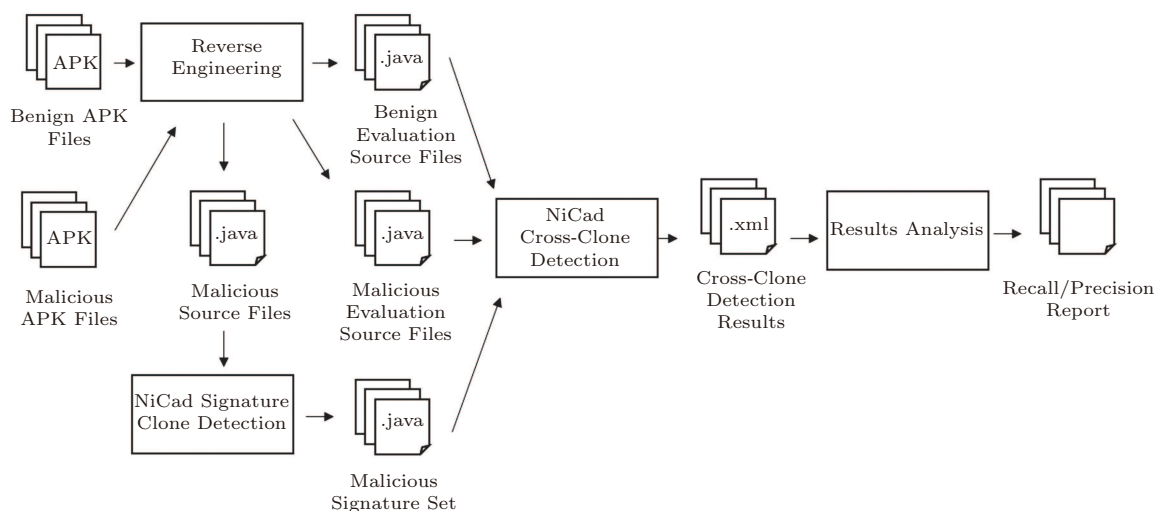 APK
Benign APK
Files
Reverse
Engineering
.java
Benign
Evaluation
Source Files
APK
Malicious
APK Files
.java
Malicious
Source Files
.java
Malicious
Evaluation
Source Files
NiCad
Cross-Clone
Detection
.xml
Cross-Clone
Detection
Results
Results Analysis
Recall/Precision
Report
NiCad Signature
Clone Detection
.java
Malicious
Signature Set